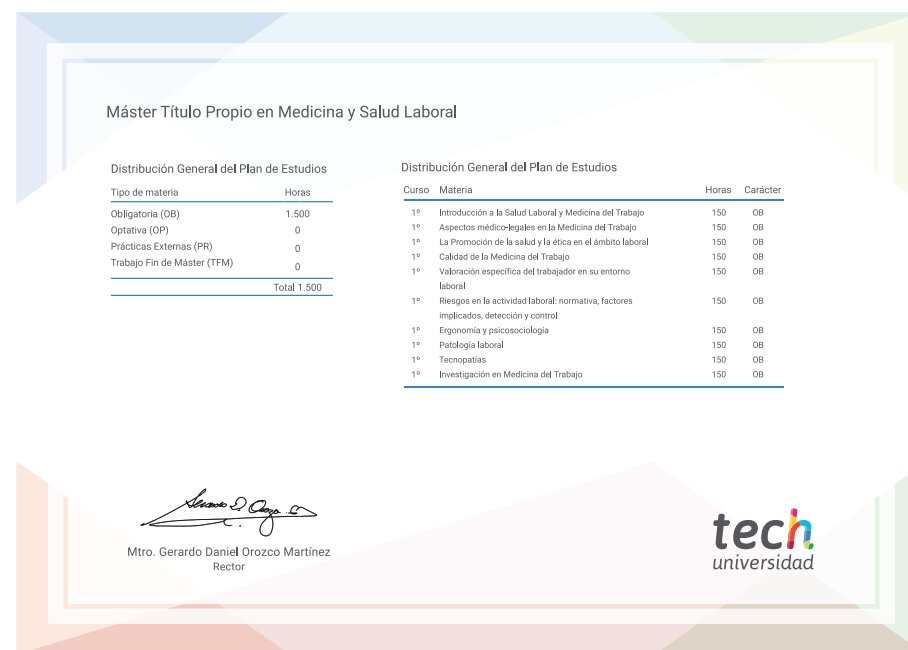 Máster Título Propio en Medicina y Salud Laboral
Distribución General del Plan de Estudios
Tipo de materia Horas
Obligatoria (OB) 1.500
Optativa (OP) 0
Prácticas Externas (PR) 0
Trabajo Fin de Máster (TFM) 0
Total 1.500
Distribución General del Plan de Estudios
Curso Materia Horas Carácter
1º Introducción a la Salud Laboral y Medicina del Trabajo 150 OB
1º Aspectos médico-legales en la Medicina del Trabajo 150 OB
1º La Promoción de la salud y la ética en el ámbito laboral 150 OB
1º Calidad de la Medicina del Trabajo 150 OB
1º Valoración específica del trabajador en su entorno 150 OB
laboral
1º Riesgos en la actividad laboral: normativa, factores 150 OB
implicados, detección y control
1º Ergonomía y psicosociología 150 OB
1º Patología laboral 150 OB
1º Tecnopatías 150 OB
1º Investigación en Medicina del Trabajo 150 OB
Mtro. Gerardo Daniel Orozco Martínez
Rector
tech
universidad